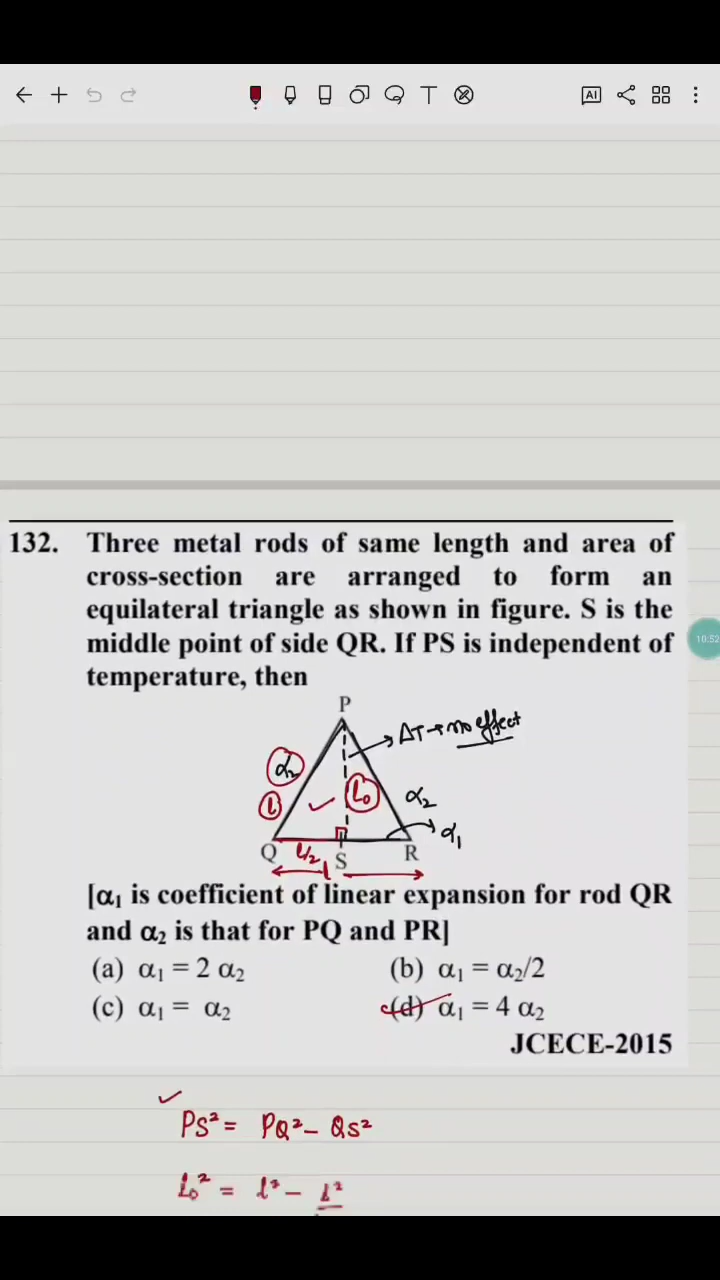 T
AI
132. Three metal rods of same length and area of
cross-section are arranged to form an
equilateral triangle as shown in figure. S is the
middle point of side QR. If PS is independent of
temperature, then
P
ΔT→no effect
α₂
l
L₀
α₂
α₁
Q
l/2
S
R
l
[α₁ is coefficient of linear expansion for rod QR
and α₂ is that for PQ and PR]
(a) α₁ = 2 α₂
(b) α₁ = α₂/2
(c) α₁ = α₂
(d) α₁ = 4 α₂
JCECE-2015
PS² = PQ² - QS²
L₀² = l² - l²
10:52